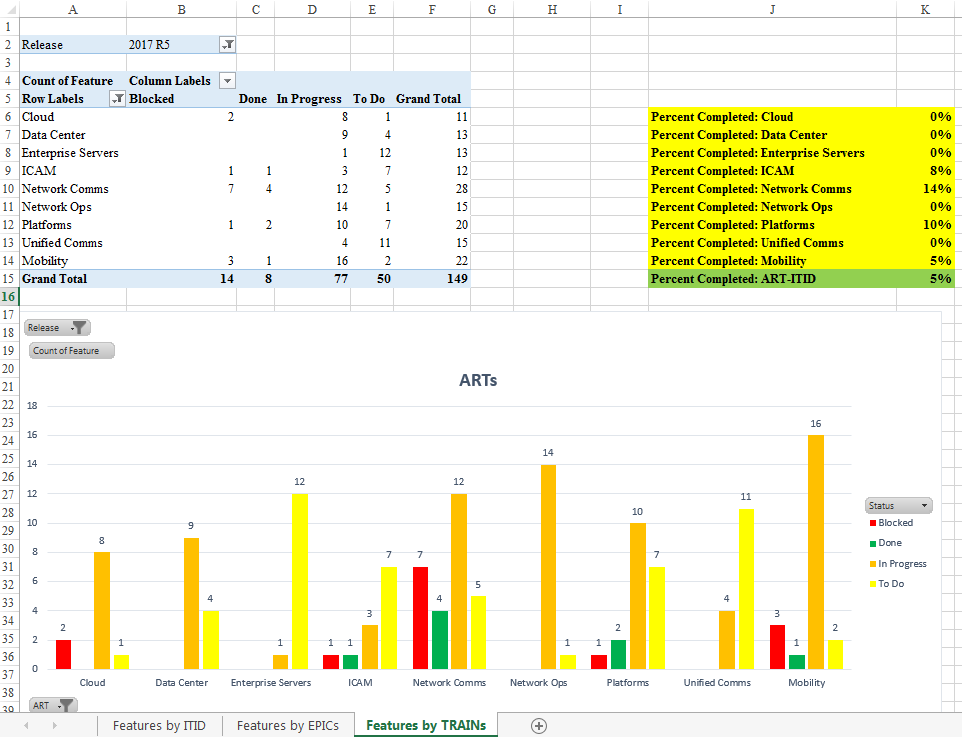 A B C D E F G H I J K
1
2 Release 2017 R5
3
4 Count of Feature Column Labels
5 Row Labels Blocked Done In Progress To Do Grand Total
6 Cloud 2 8 1 11 Percent Completed: Cloud 0%
7 Data Center 9 4 13 Percent Completed: Data Center 0%
8 Enterprise Servers 1 12 13 Percent Completed: Enterprise Servers 0%
9 ICAM 1 1 3 7 12 Percent Completed: ICAM 8%
10 Network Comms 7 4 12 5 28 Percent Completed: Network Comms 14%
11 Network Ops 14 1 15 Percent Completed: Network Ops 0%
12 Platforms 1 2 10 7 20 Percent Completed: Platforms 10%
13 Unified Comms 4 11 15 Percent Completed: Unified Comms 0%
14 Mobility 3 1 16 2 22 Percent Completed: Mobility 5%
15 Grand Total 14 8 77 50 149 Percent Completed: ART-ITID 5%
16
17
18 Release
19 Count of Feature
20
21 ARTs
22 18
23 16
24 16
25 14
26 14
27 12 12 12
28 11 Status
29 10 10 Blocked
30 9 8 Done
31 8 7 7 7 In Progress
32 6 5 To Do
33 4 4 4
34 4 3 3
35 2 2 2 2
36 1 1 1 1 1 1 1 1
37 0
38 Cloud Data Center Enterprise Servers ICAM Network Comms Network Ops Platforms Unified Comms Mobility
39 ART
Features by ITID Features by EPICs Features by TRAINs